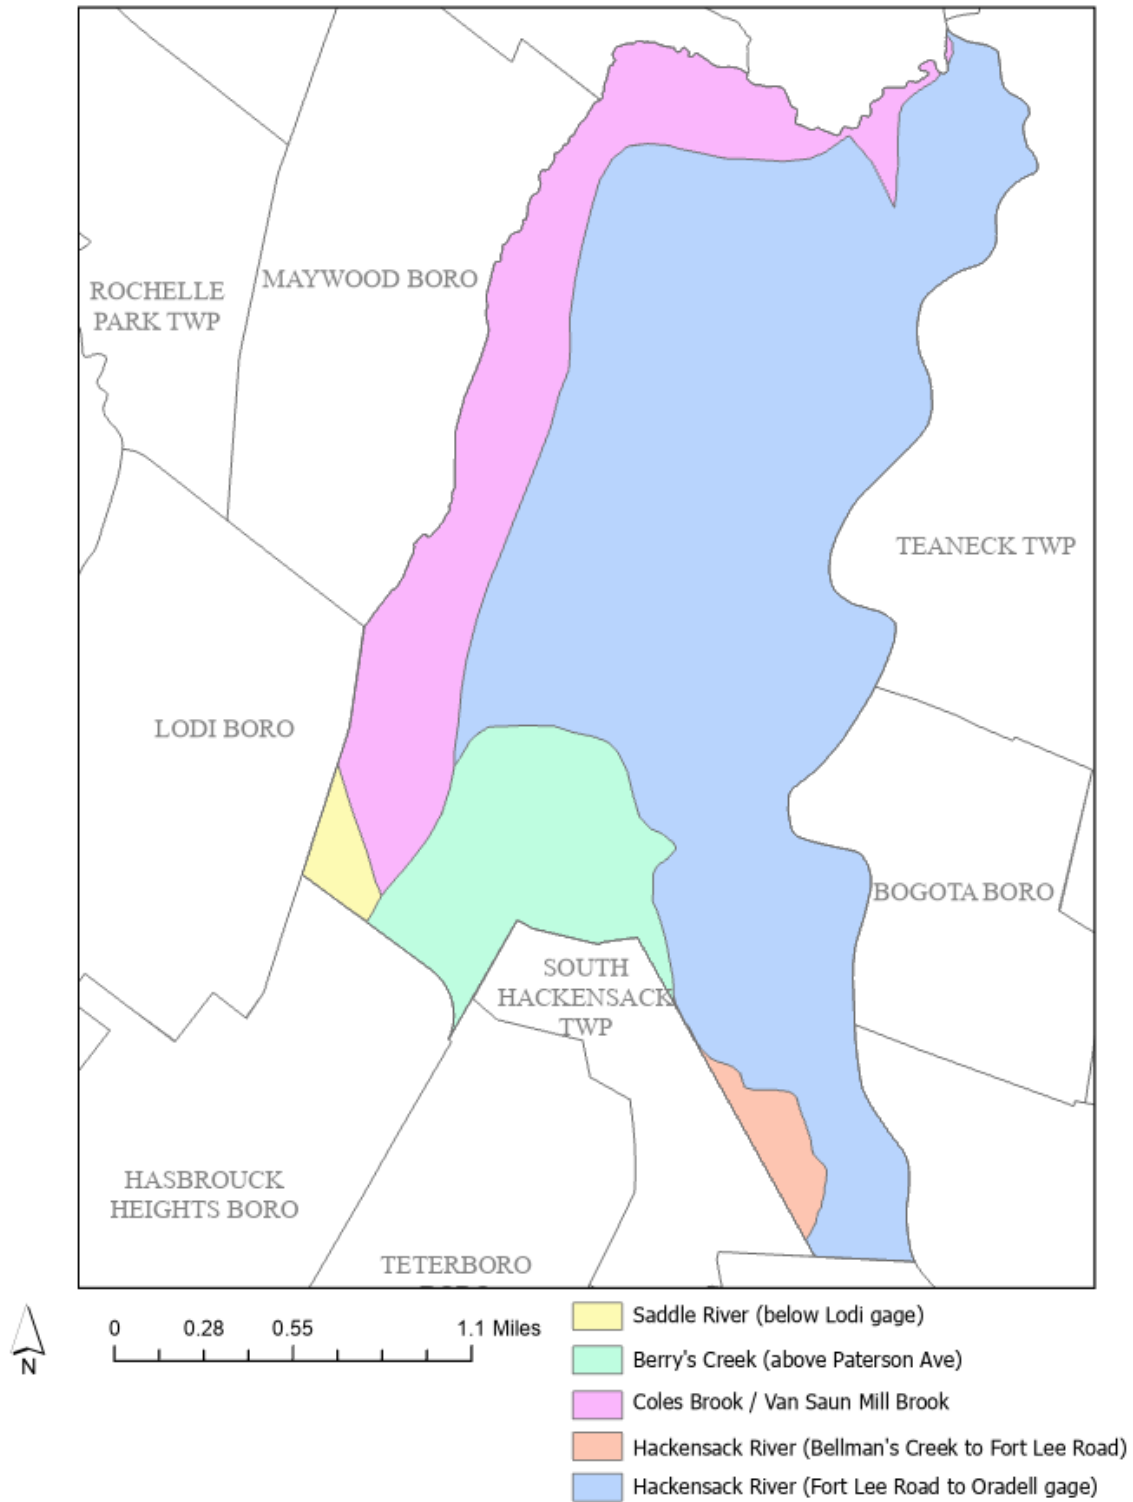 MAYWOOD BORO
ROCHELLE
PARK TWP
TEANECK TWP
LODI BORO
BOGOTA BORO
SOUTH
HACKENSACK
TWP
HASBROUCK
HEIGHTS BORO
TETERBORO
0 0.28 0.55 1.1 Miles
N
Saddle River (below Lodi gage)
Berry's Creek (above Paterson Ave)
Coles Brook / Van Saun Mill Brook
Hackensack River (Bellman's Creek to Fort Lee Road)
Hackensack River (Fort Lee Road to Oradell gage)